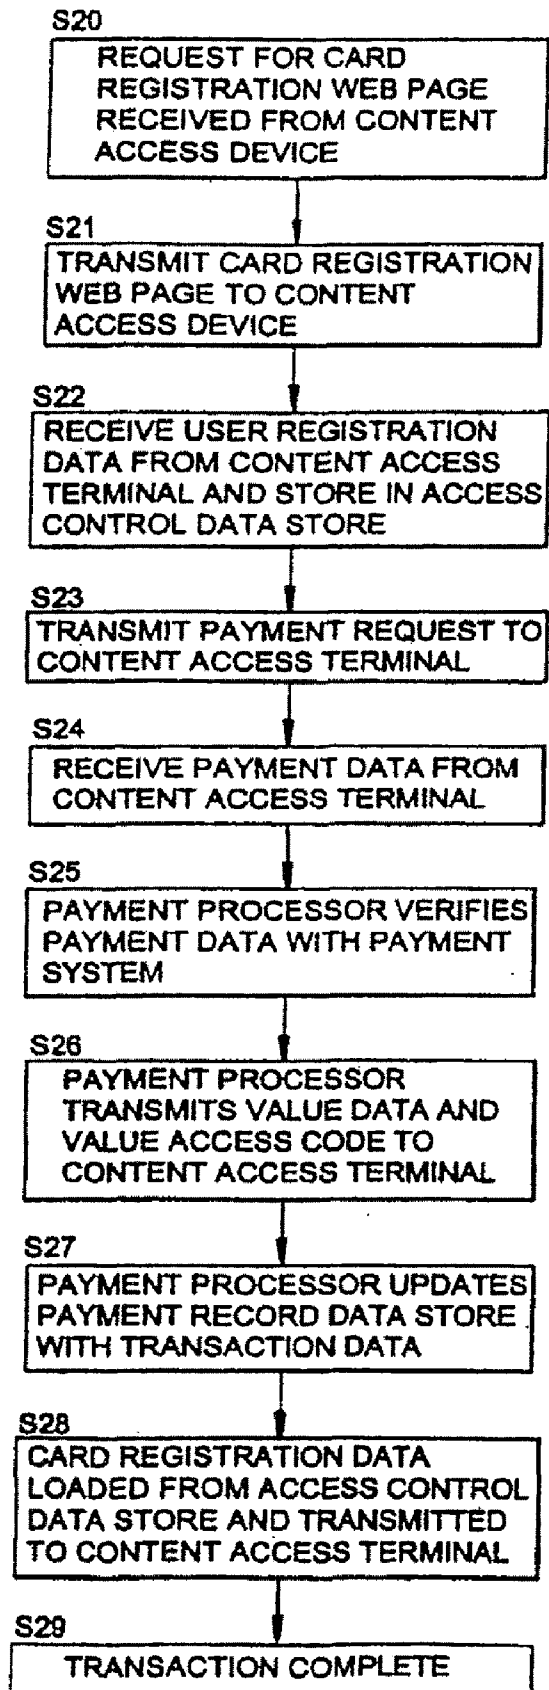 S20
REQUEST FOR CARD
REGISTRATION WEB PAGE
RECEIVED FROM CONTENT
ACCESS DEVICE
S21
TRANSMIT CARD REGISTRATION
WEB PAGE TO CONTENT
ACCESS DEVICE
S22
RECEIVE USER REGISTRATION
DATA FROM CONTENT ACCESS
TERMINAL AND STORE IN ACCESS
CONTROL DATA STORE
S23
TRANSMIT PAYMENT REQUEST TO
CONTENT ACCESS TERMINAL
S24
RECEIVE PAYMENT DATA FROM
CONTENT ACCESS TERMINAL
S25
PAYMENT PROCESSOR VERIFIES
PAYMENT DATA WITH PAYMENT
SYSTEM
S26
PAYMENT PROCESSOR
TRANSMITS VALUE DATA AND
VALUE ACCESS CODE TO
CONTENT ACCESS TERMINAL
S27
PAYMENT PROCESSOR UPDATES
PAYMENT RECORD DATA STORE
WITH TRANSACTION DATA
S28
CARD REGISTRATION DATA
LOADED FROM ACCESS CONTROL
DATA STORE AND TRANSMITTED
TO CONTENT ACCESS TERMINAL
S29
TRANSACTION COMPLETE